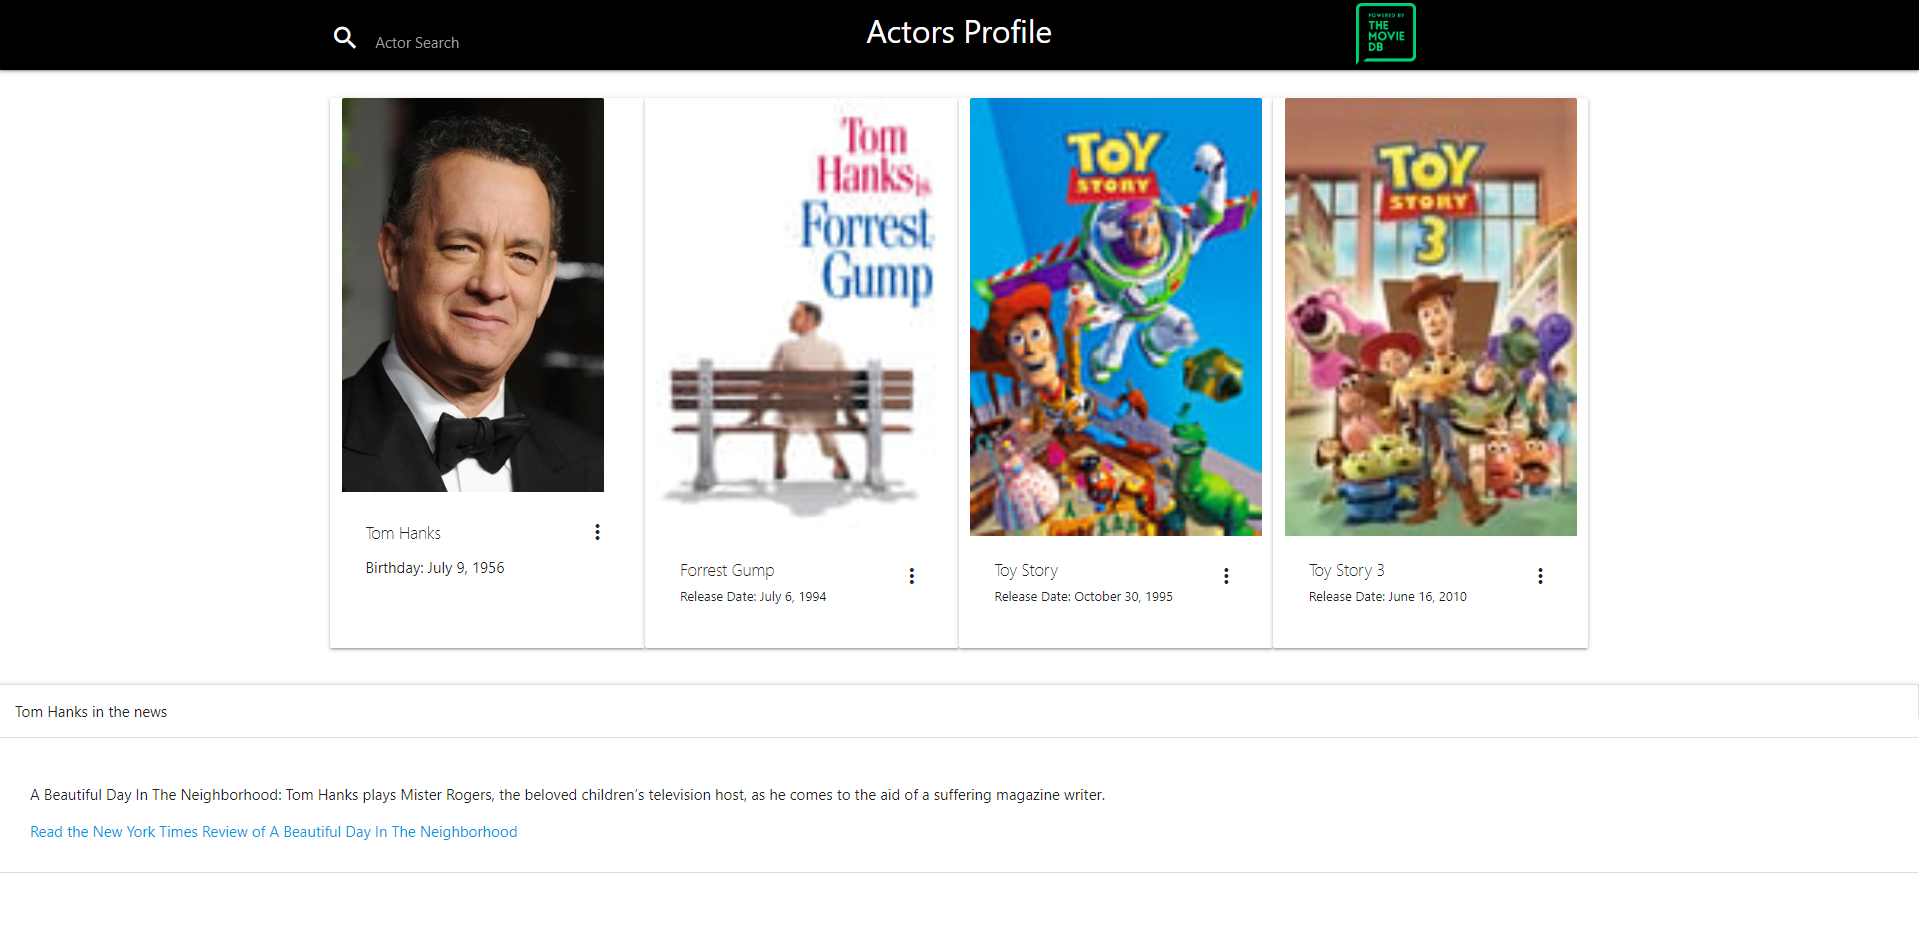 Actor Search
Actors Profile
POWERED BY
THE
MOVIE
DB
Tom
Hanks is
Forrest
Gump
TOY
STORY
TOY
STORY
3
Tom Hanks
Birthday: July 9, 1956
Forrest Gump
Release Date: July 6, 1994
Toy Story
Release Date: October 30, 1995
Toy Story 3
Release Date: June 16, 2010
Tom Hanks in the news
A Beautiful Day In The Neighborhood: Tom Hanks plays Mister Rogers, the beloved children’s television host, as he comes to the aid of a suffering magazine writer.
Read the New York Times Review of A Beautiful Day In The Neighborhood